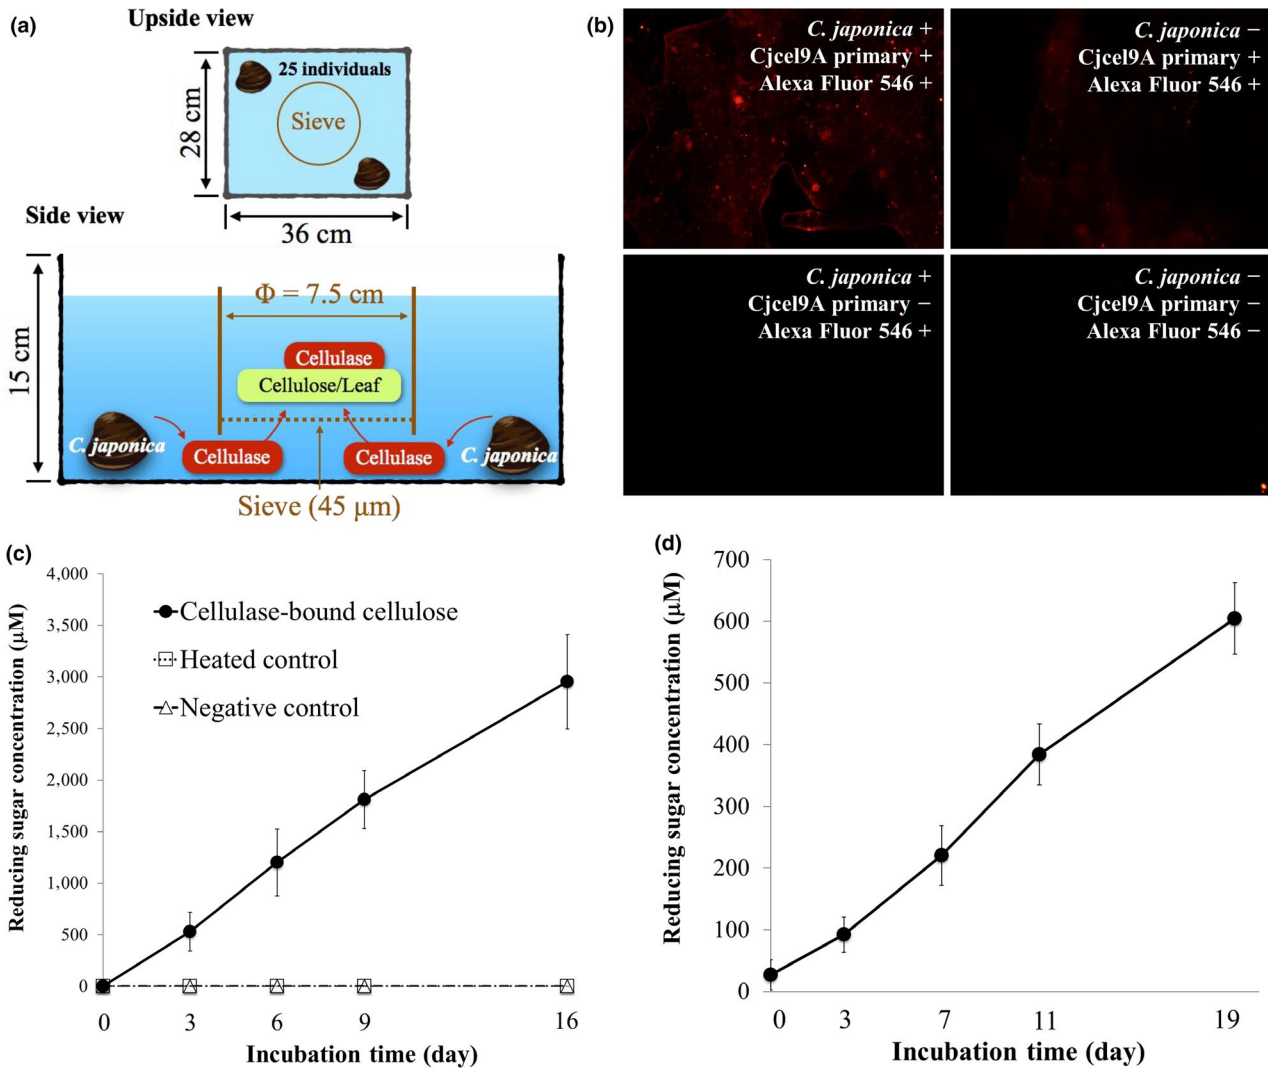 (a)
Upside view
25 individuals
Sieve
28 cm
36 cm
Side view
15 cm
Φ = 7.5 cm
Cellulase
Cellulose/Leaf
C. japonica
Cellulase
Cellulase
C. japonica
Sieve (45 μm)
(b)
C. japonica +
Cjcel9A primary +
Alexa Fluor 546 +
C. japonica −
Cjcel9A primary +
Alexa Fluor 546 +
C. japonica +
Cjcel9A primary −
Alexa Fluor 546 +
C. japonica −
Cjcel9A primary −
Alexa Fluor 546 −
(c)
Reducing sugar concentration (μM)
4,000
3,500
3,000
2,500
2,000
1,500
1,000
500
0
Cellulase-bound cellulose
Heated control
Negative control
0 3 6 9 16
Incubation time (day)
(d)
Reducing sugar concentration (μM)
700
600
500
400
300
200
100
0
0 3 7 11 19
Incubation time (day)